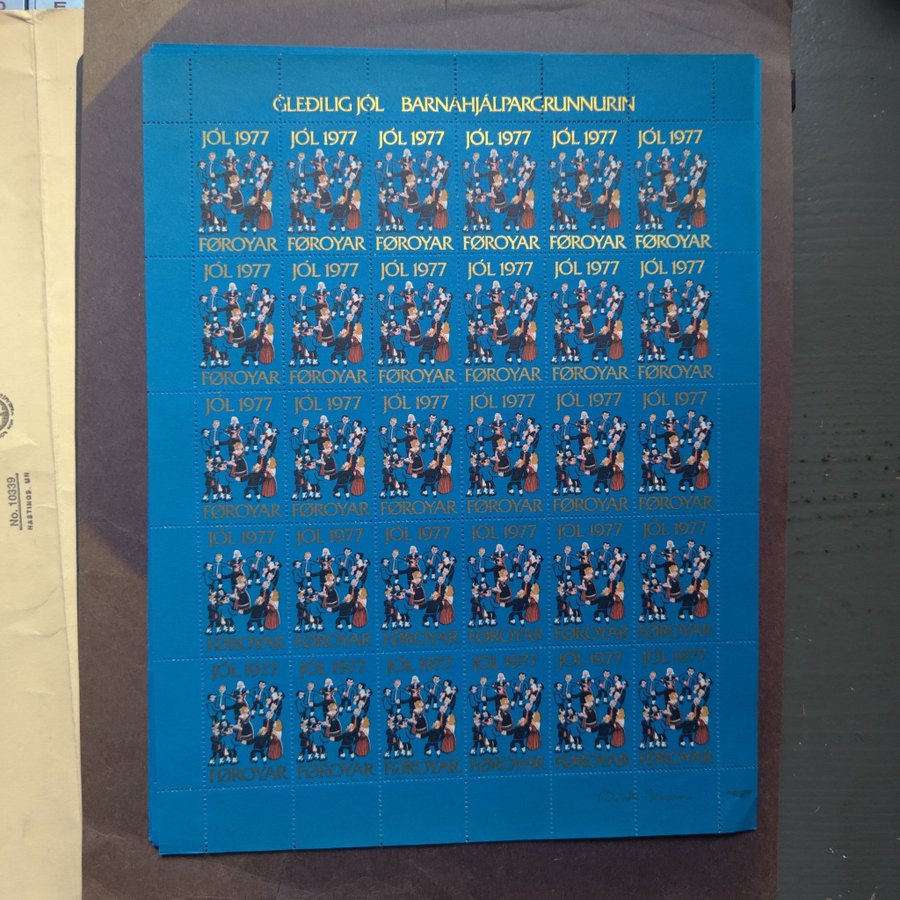 GLEÐILIG JÓL BARNAHJÁLPARGRUNNURIN
JÓL 1977 JÓL 1977 JÓL 1977 JÓL 1977 JÓL 1977 JÓL 1977
FØROYAR FØROYAR FØROYAR FØROYAR FØROYAR FØROYAR
JÓL 1977 JÓL 1977 JÓL 1977 JÓL 1977 JÓL 1977 JÓL 1977
FØROYAR FØROYAR FØROYAR FØROYAR FØROYAR FØROYAR
JÓL 1977 JÓL 1977 JÓL 1977 JÓL 1977 JÓL 1977 JÓL 1977
FØROYAR FØROYAR FØROYAR FØROYAR FØROYAR FØROYAR
JÓL 1977 JÓL 1977 JÓL 1977 JÓL 1977 JÓL 1977 JÓL 1977
FØROYAR FØROYAR FØROYAR FØROYAR FØROYAR FØROYAR
JÓL 1977 JÓL 1977 JÓL 1977 JÓL 1977 JÓL 1977 JÓL 1977
FØROYAR FØROYAR FØROYAR FØROYAR FØROYAR FØROYAR
No. 10339
HASTINGS, MN